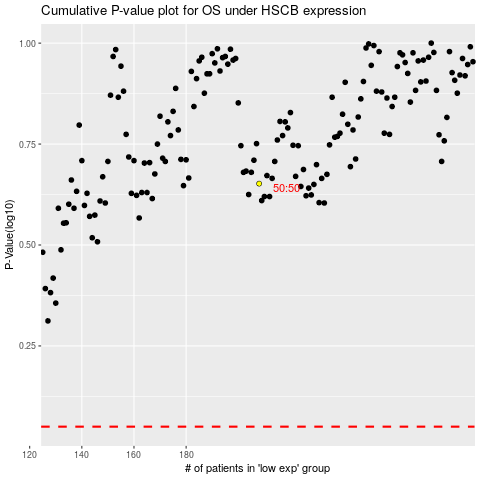 Cumulative P-value plot for OS under HSCB expression
1.00
0.75
0.50
0.25
P-Value(log10)
50:50
120 140 160 180
# of patients in 'low exp' group